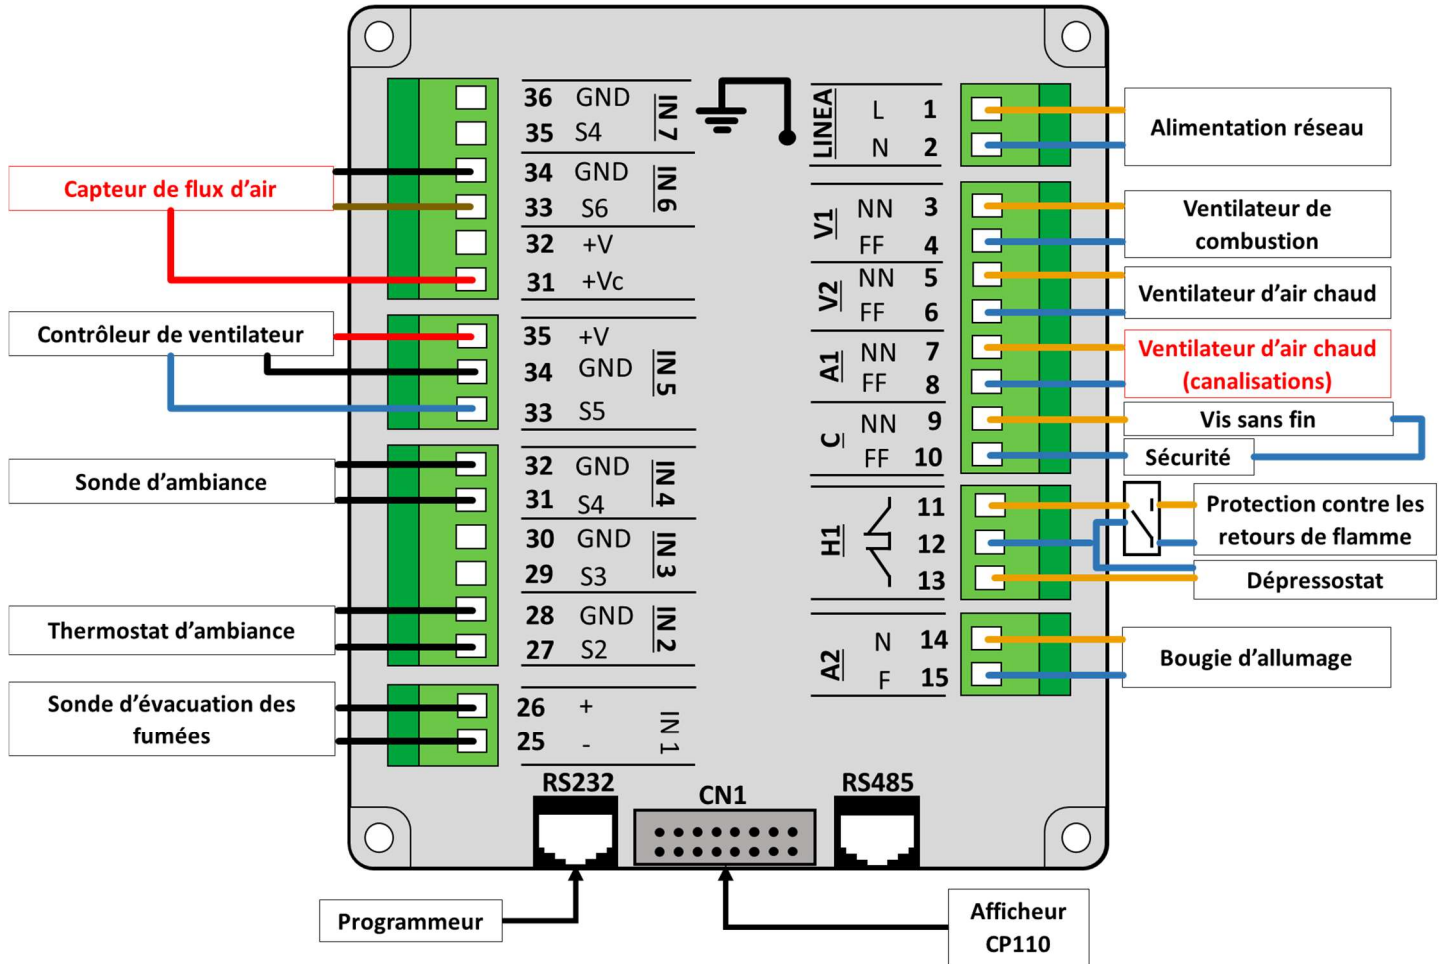 36 GND
IN 7
35 S4
34 GND
IN 6
33 S6
32 +V
31 +Vc
35 +V
34 GND
IN 5
33 S5
32 GND
IN 4
31 S4
30 GND
IN 3
29 S3
28 GND
IN 2
27 S2
26 +
IN 1
25 -
Capteur de flux d'air
Contrôleur de ventilateur
Sonde d'ambiance
Thermostat d'ambiance
Sonde d'évacuation des
fumées
LINEA
L 1
N 2
V1
NN 3
FF 4
V2
NN 5
FF 6
A1
NN 7
FF 8
C
NN 9
FF 10
H1
11
12
13
A2
N 14
F 15
Alimentation réseau
Ventilateur de
combustion
Ventilateur d'air chaud
Ventilateur d'air chaud
(canalisations)
Vis sans fin
Sécurité
Protection contre les
retours de flamme
Dépressostat
Bougie d'allumage
RS232
CN1
RS485
Programmeur
Afficheur
CP110